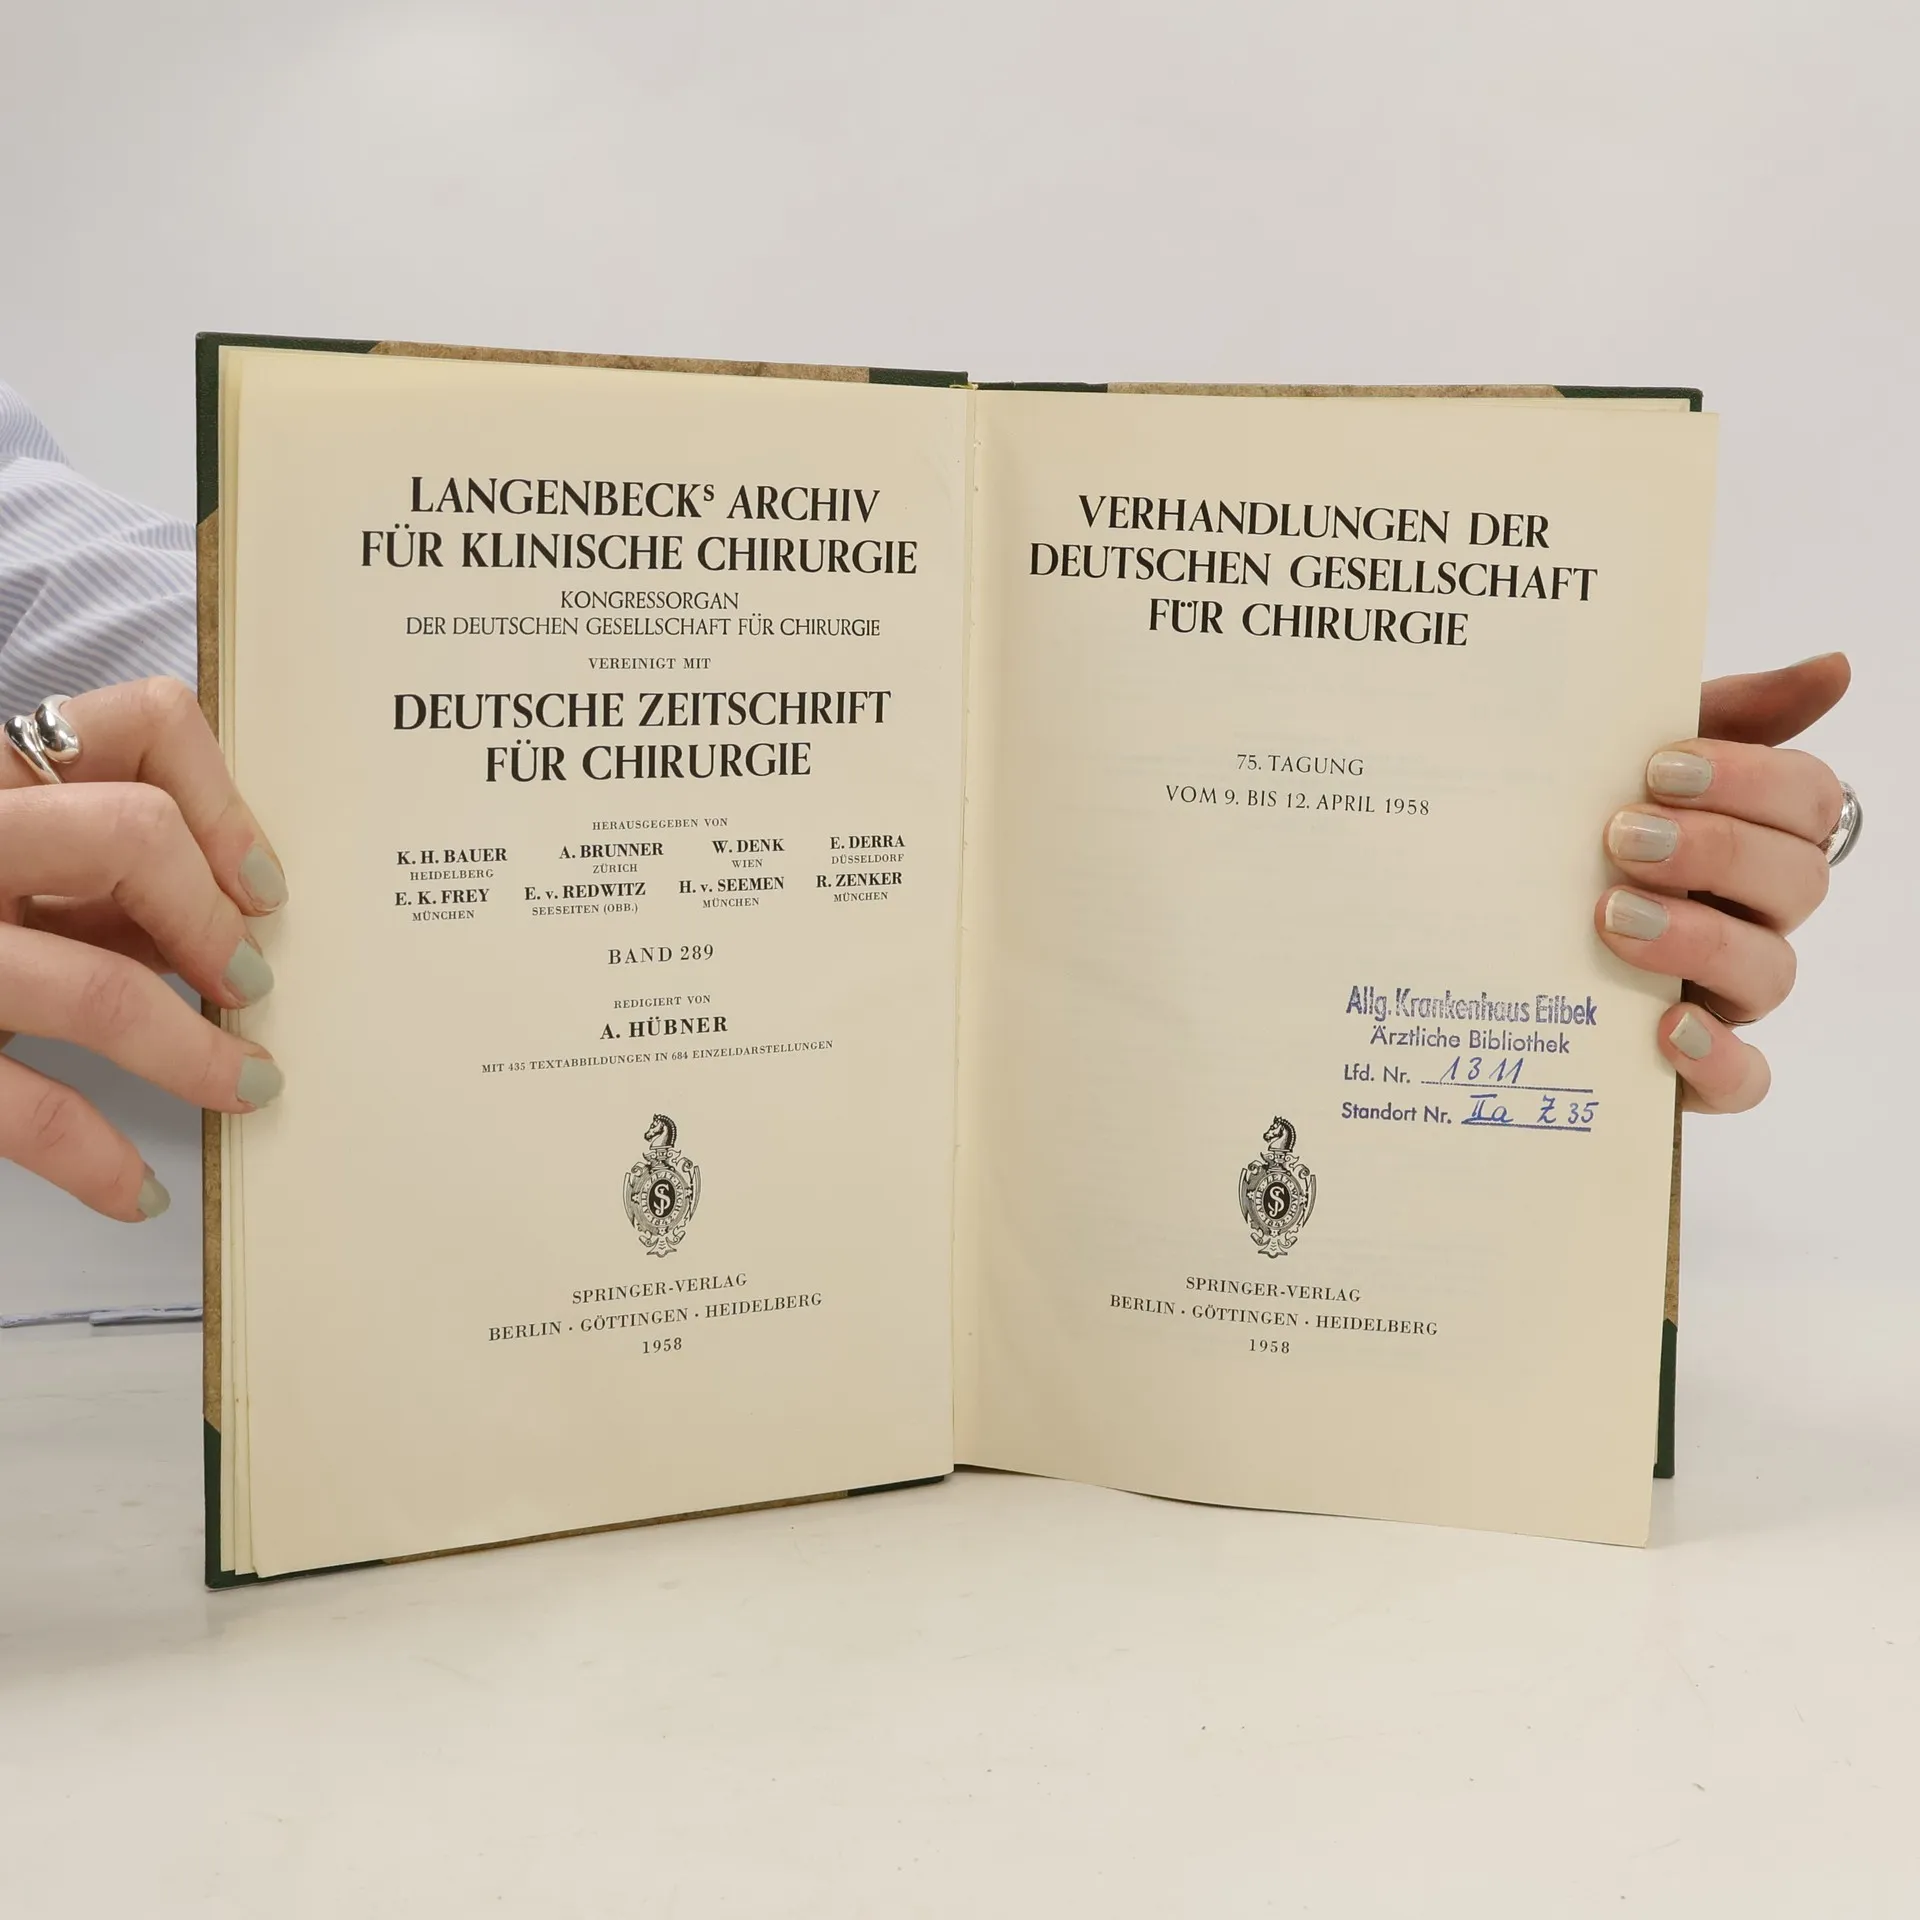 LANGENBECKˢ ARCHIV
FÜR KLINISCHE CHIRURGIE
KONGRESSORGAN
DER DEUTSCHEN GESELLSCHAFT FÜR CHIRURGIE
VEREINIGT MIT
DEUTSCHE ZEITSCHRIFT
FÜR CHIRURGIE
HERAUSGEGEBEN VON
K. H. BAUER A. BRUNNER W. DENK E. DERRA
HEIDELBERG ZÜRICH WIEN DÜSSELDORF
E. K. FREY E. v. REDWITZ H. v. SEEMEN R. ZENKER
MÜNCHEN SEESEITEN (OBB.) MÜNCHEN MÜNCHEN
BAND 289
REDIGIERT VON
A. HÜBNER
MIT 435 TEXTABBILDUNGEN IN 684 EINZELDARSTELLUNGEN
1842
SPRINGER-VERLAG
BERLIN · GÖTTINGEN · HEIDELBERG
1958
VERHANDLUNGEN DER
DEUTSCHEN GESELLSCHAFT
FÜR CHIRURGIE
75. TAGUNG
VOM 9. BIS 12. APRIL 1958
Allg. Krankenhaus Eilbek
Ärztliche Bibliothek
Lfd. Nr. 1311
Standort Nr. IIa Z 35
1842
SPRINGER-VERLAG
BERLIN · GÖTTINGEN · HEIDELBERG
1958